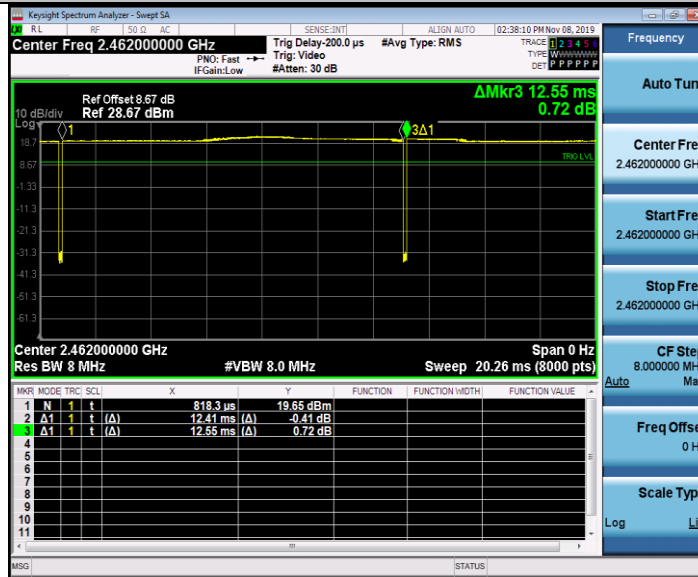 Keysight Spectrum Analyzer - Swept SA
RL RF 50 Ω AC SENSE:INT ALIGN AUTO 02:38:10 PM Nov 08, 2019
Center Freq 2.462000000 GHz
PNO: Fast
IFGain:Low
Trig Delay-200.0 µs
Trig: Video
#Atten: 30 dB
#Avg Type: RMS
TRACE 1 2 3 4 5 6
TYPE WWWWWW
DET P P P P P P
Frequency
Auto Tun
Center Fre
2.462000000 GH
Start Fre
2.462000000 GH
Stop Fre
2.462000000 GH
CF Ste
8.000000 MH
Auto Ma
Freq Offse
0 H
Scale Typ
Log Li
ΔMkr3 12.55 ms
0.72 dB
Ref Offset 8.67 dB
10 dB/div Ref 28.67 dBm
Log
1
3Δ1
TRIG LVL
18.7
8.67
-1.33
-11.3
-21.3
-31.3
-41.3
-51.3
-61.3
Center 2.462000000 GHz Span 0 Hz
Res BW 8 MHz #VBW 8.0 MHz Sweep 20.26 ms (8000 pts)
MKR MODE TRC SCL X Y FUNCTION FUNCTION WIDTH FUNCTION VALUE
1 N 1 t 818.3 µs 19.65 dBm
2 Δ1 1 t (Δ) 12.41 ms (Δ) -0.41 dB
3 Δ1 1 t (Δ) 12.55 ms (Δ) 0.72 dB
4
5
6
7
8
9
10
11
MSG STATUS